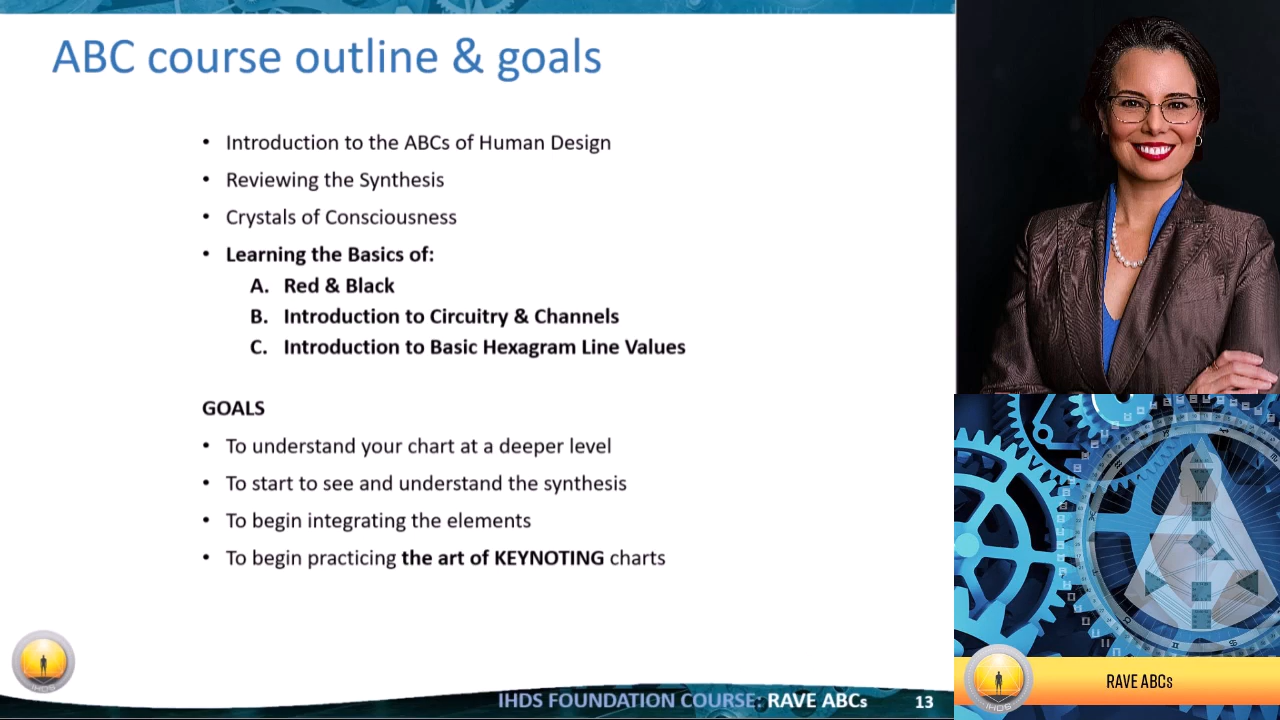 ABC course outline & goals
• Introduction to the ABCs of Human Design
• Reviewing the Synthesis
• Crystals of Consciousness
• Learning the Basics of:
A. Red & Black
B. Introduction to Circuitry & Channels
C. Introduction to Basic Hexagram Line Values
GOALS
• To understand your chart at a deeper level
• To start to see and understand the synthesis
• To begin integrating the elements
• To begin practicing the art of KEYNOTING charts
IHDS
IHDS FOUNDATION COURSE: RAVE ABCs 13
IHDS
RAVE ABCs